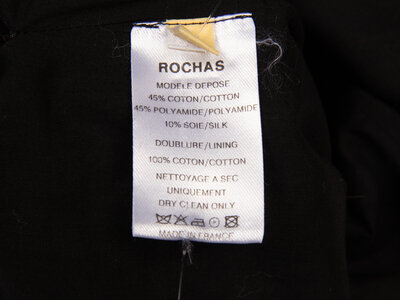 ROCHAS
MODELE DEPOSE
45% COTON/COTTON
45% POLYAMIDE/POLYAMIDE
10% SOIE/SILK
DOUBLURE/LINING
100% COTON/COTTON
NETTOYAGE A SEC
UNIQUEMENT
DRY CLEAN ONLY
MADE IN FRANCE